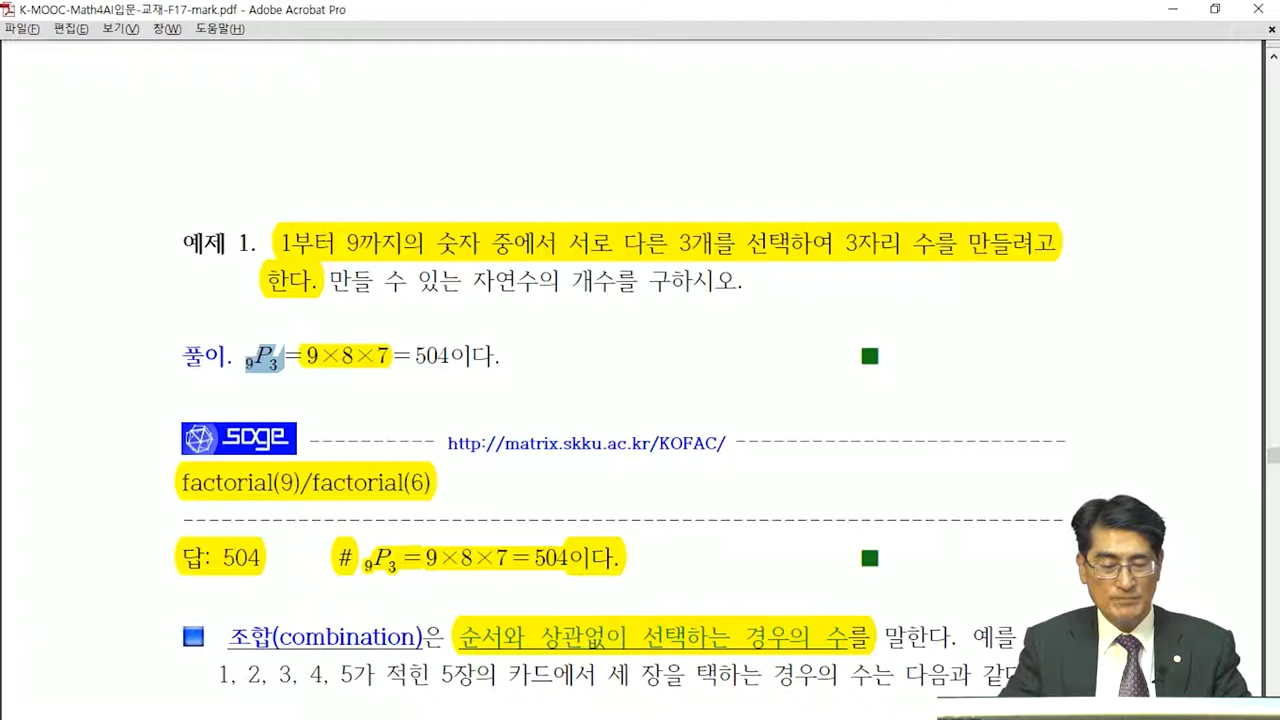 K-MOOC-Math4AI입문-교재-F17-mark.pdf - Adobe Acrobat Pro
파일(F) 편집(E) 보기(V) 창(W) 도움말(H)
예제 1. 1부터 9까지의 숫자 중에서 서로 다른 3개를 선택하여 3자리 수를 만들려고
한다. 만들 수 있는 자연수의 개수를 구하시오.
풀이. ₉P₃ = 9×8×7 = 504이다.
sage http://matrix.skku.ac.kr/KOFAC/
factorial(9)/factorial(6)
답: 504 # ₉P₃ = 9×8×7 = 504이다.
조합(combination)은 순서와 상관없이 선택하는 경우의 수를 말한다. 예를
1, 2, 3, 4, 5가 적힌 5장의 카드에서 세 장을 택하는 경우의 수는 다음과